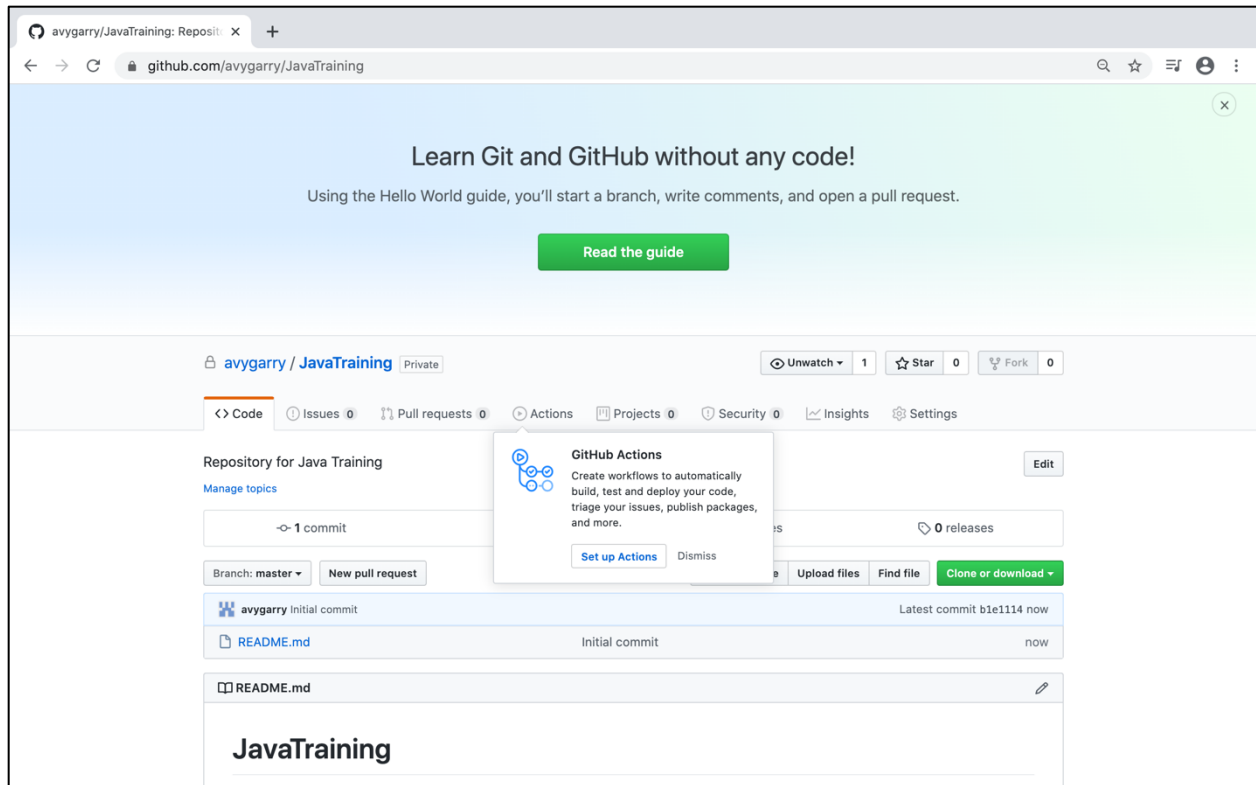 avygarry/JavaTraining: Reposit
github.com/avygarry/JavaTraining
Learn Git and GitHub without any code!
Using the Hello World guide, you'll start a branch, write comments, and open a pull request.
Read the guide
avygarry / JavaTraining Private
Unwatch 1 Star 0 Fork 0
Code Issues 0 Pull requests 0 Actions Projects 0 Security 0 Insights Settings
Repository for Java Training
Edit
Manage topics
GitHub Actions
Create workflows to automatically
build, test and deploy your code,
triage your issues, publish packages,
and more.
Set up Actions Dismiss
1 commit
0 releases
Branch: master New pull request
Upload files Find file Clone or download
avygarry Initial commit Latest commit b1e1114 now
README.md Initial commit now
README.md
JavaTraining